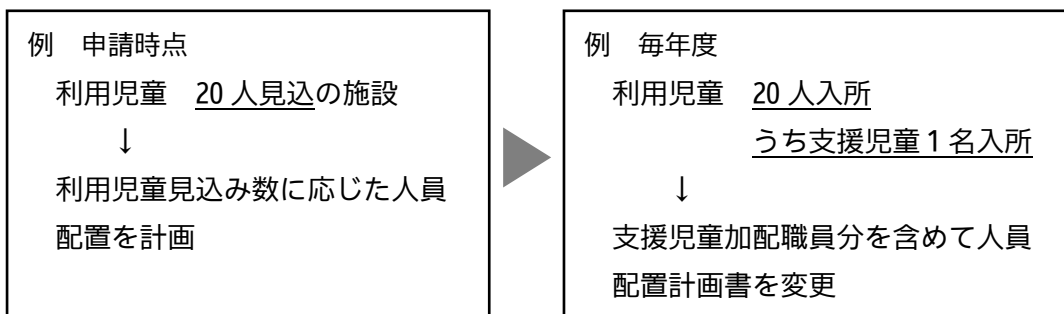 例　申請時点
利用児童　20 人見込の施設
↓
利用児童見込み数に応じた人員
配置を計画
例　毎年度
利用児童　20 人入所
うち支援児童１名入所
↓
支援児童加配職員分を含めて人員
配置計画書を変更